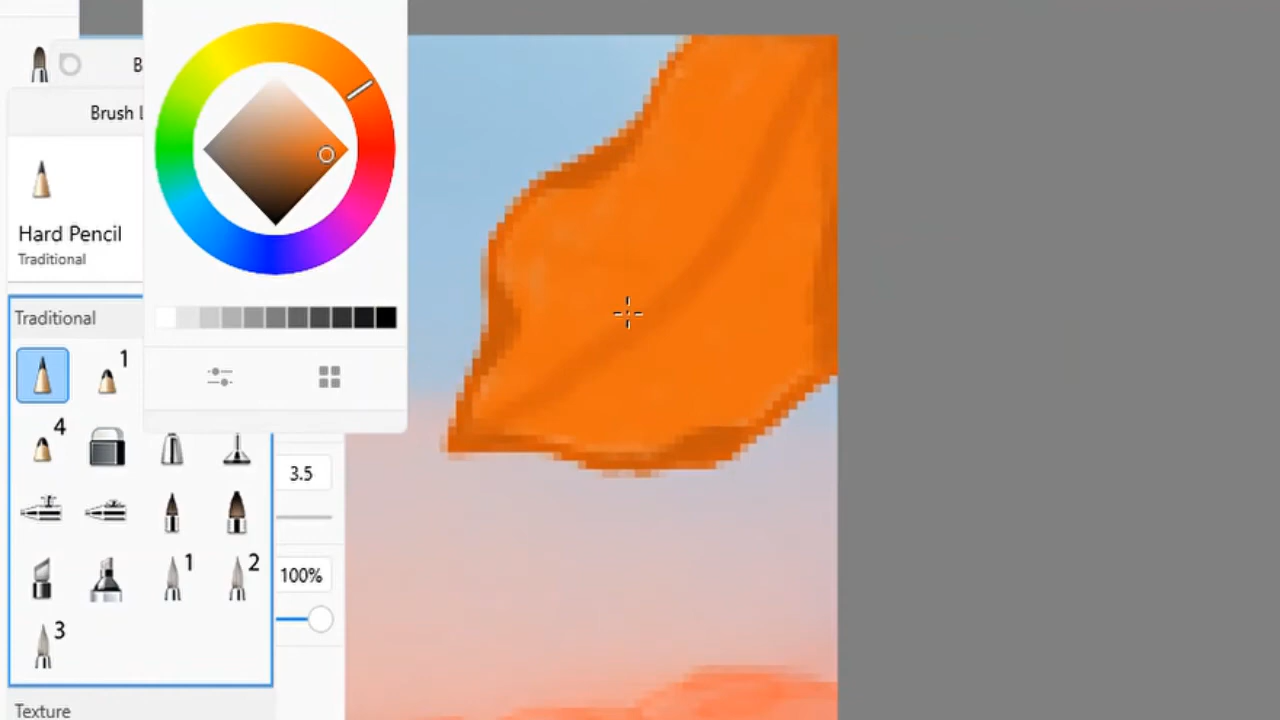 B
Brush L
Hard Pencil
Traditional
Traditional
1
4
3.5
1
2
100%
3
Texture